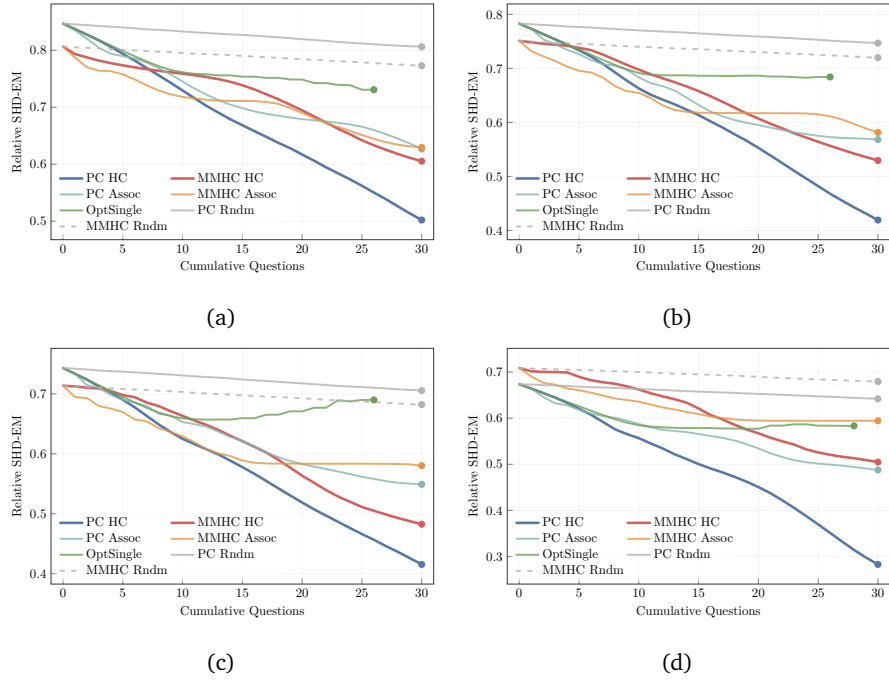 0.8
0.7
0.6
0.5
Relative SHD-EM
PC HC
MMHC HC
PC Assoc
MMHC Assoc
OptSingle
PC Rndm
MMHC Rndm
0 5 10 15 20 25 30
Cumulative Questions
(a)
0.8
0.7
0.6
0.5
0.4
Relative SHD-EM
PC HC
MMHC HC
PC Assoc
MMHC Assoc
OptSingle
PC Rndm
MMHC Rndm
0 5 10 15 20 25 30
Cumulative Questions
(b)
0.7
0.6
0.5
0.4
Relative SHD-EM
PC HC
MMHC HC
PC Assoc
MMHC Assoc
OptSingle
PC Rndm
MMHC Rndm
0 5 10 15 20 25 30
Cumulative Questions
(c)
0.7
0.6
0.5
0.4
0.3
Relative SHD-EM
PC HC
MMHC HC
PC Assoc
MMHC Assoc
OptSingle
PC Rndm
MMHC Rndm
0 5 10 15 20 25 30
Cumulative Questions
(d)